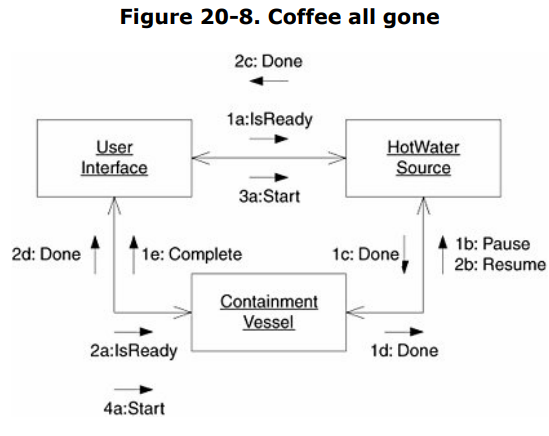 Figure 20-8. Coffee all gone
2c: Done
1a:IsReady
User
Interface
HotWater
Source
3a:Start
2d: Done
1e: Complete
1c: Done
1b: Pause
2b: Resume
Containment
Vessel
2a:IsReady
1d: Done
4a:Start